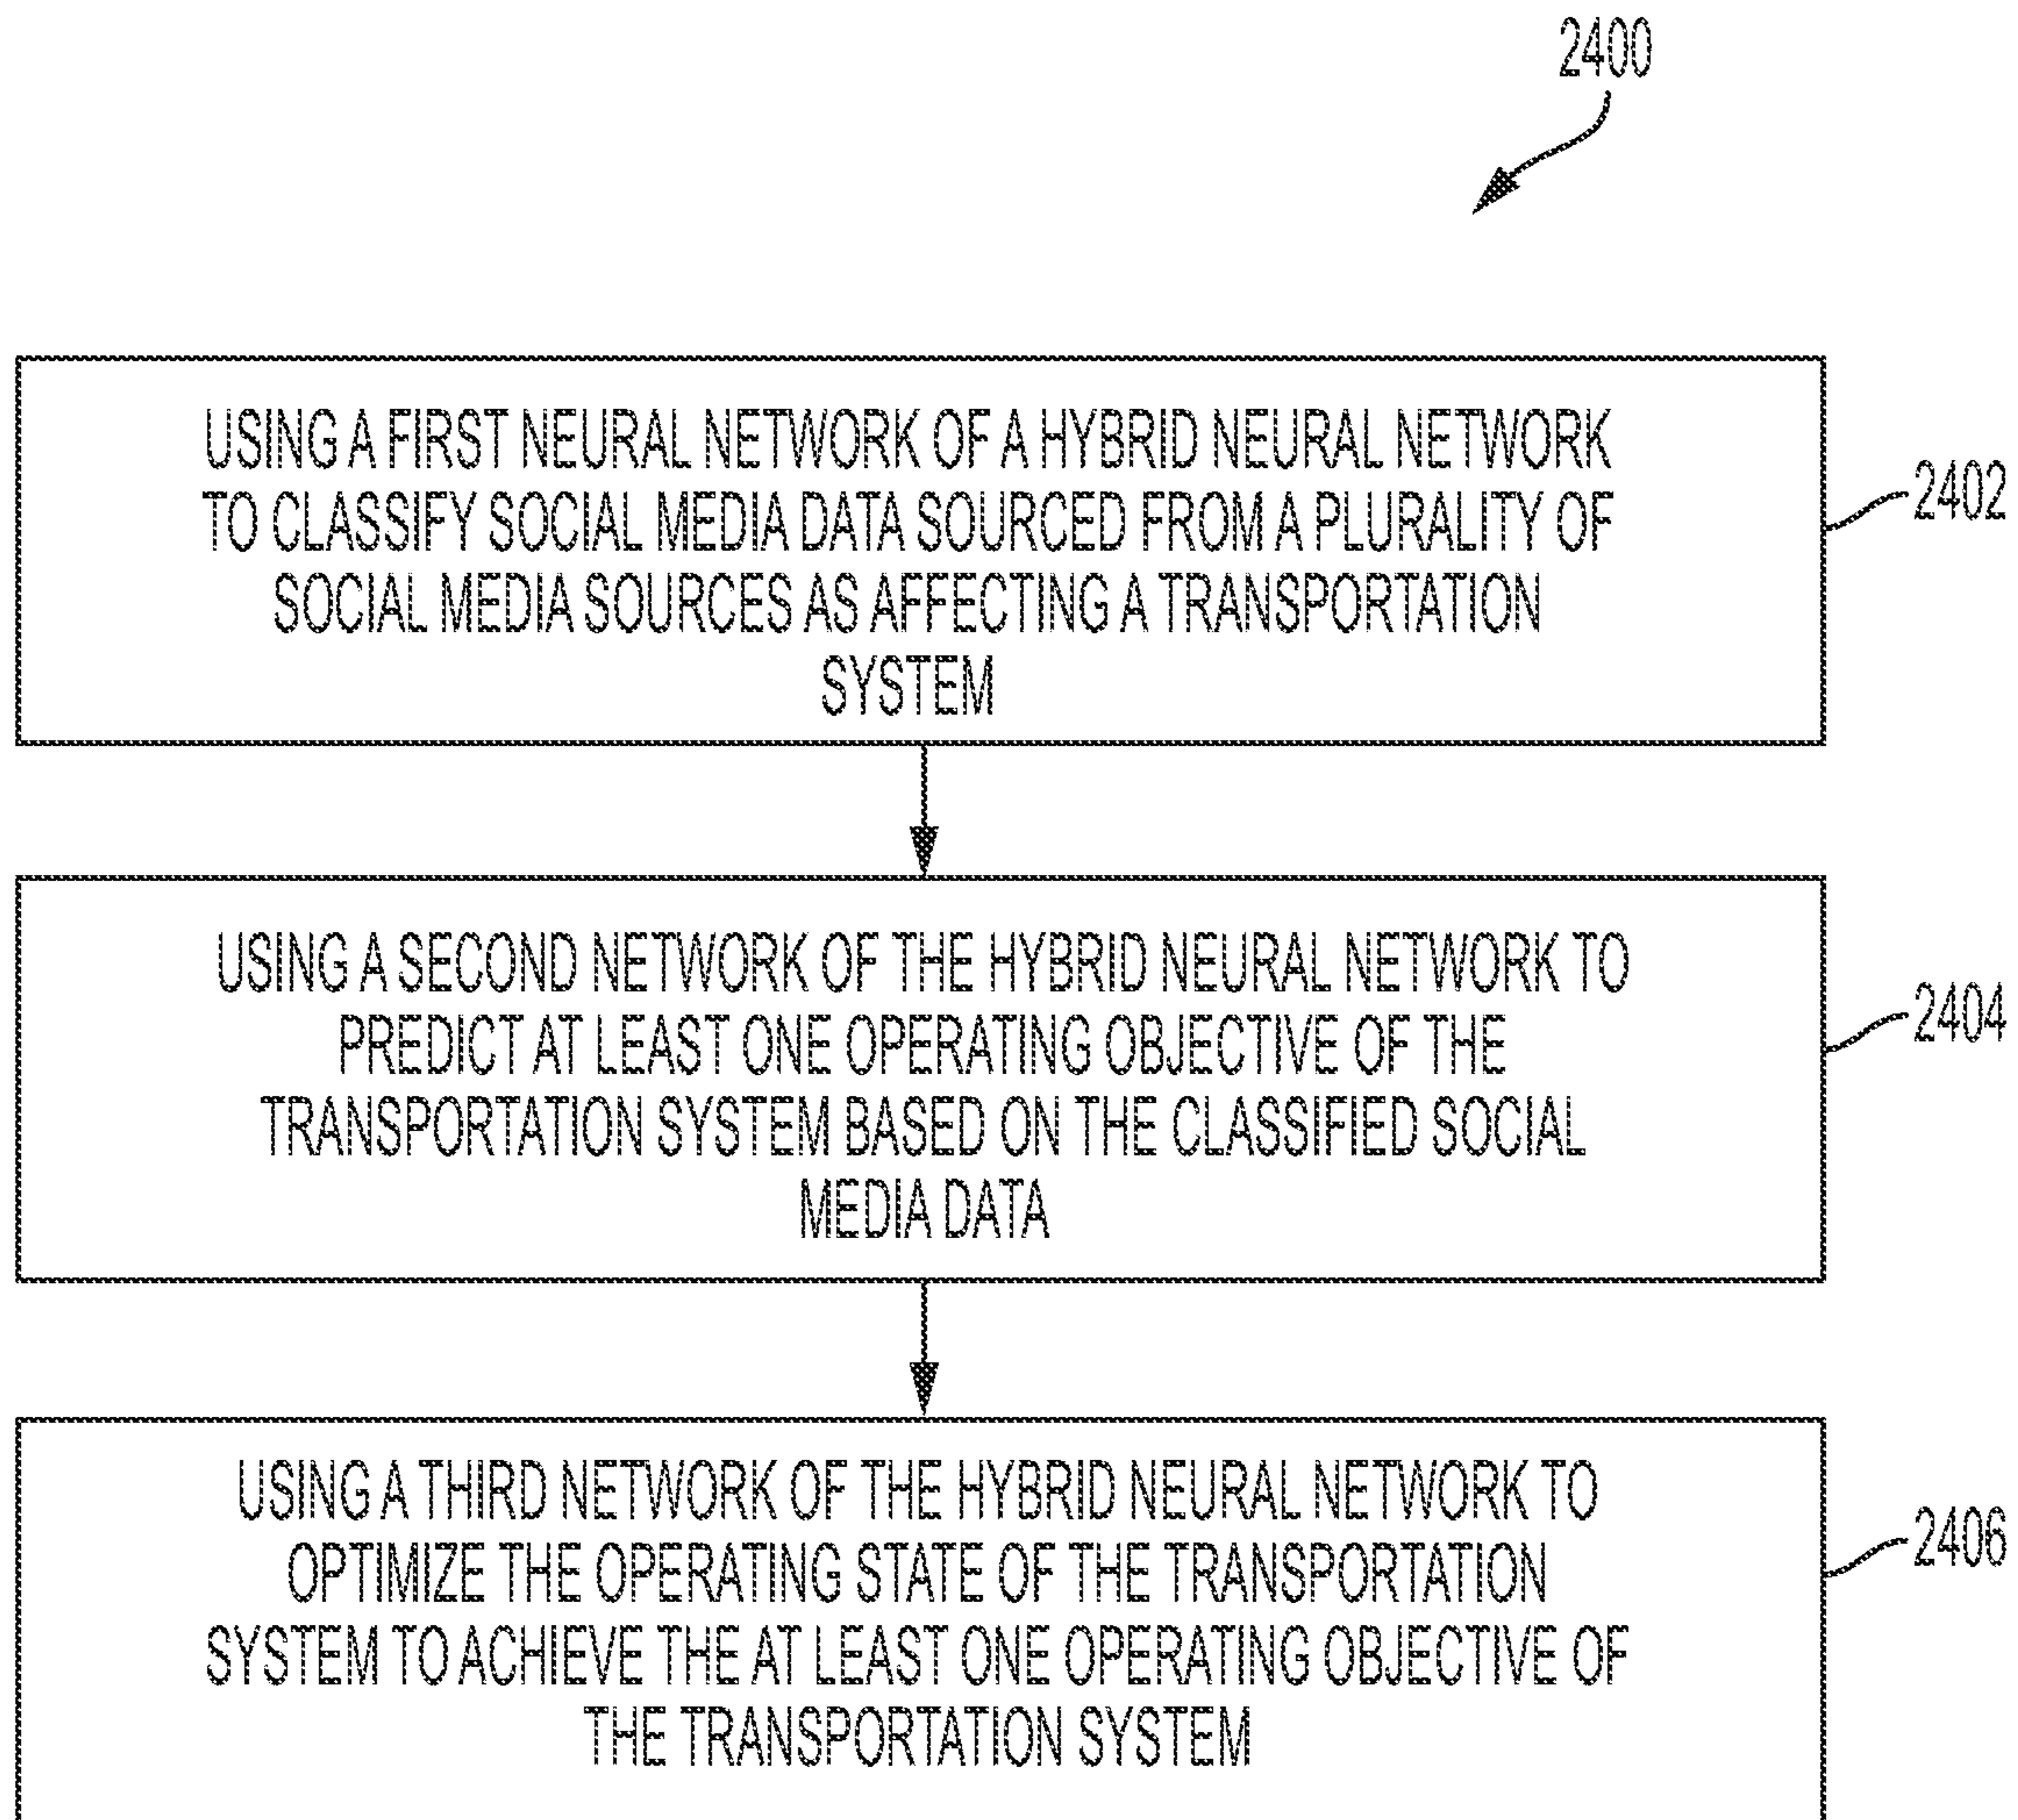 2400
USING A FIRST NEURAL NETWORK OF A HYBRID NEURAL NETWORK
TO CLASSIFY SOCIAL MEDIA DATA SOURCED FROM A PLURALITY OF
SOCIAL MEDIA SOURCES AS AFFECTING A TRANSPORTATION
SYSTEM
2402
USING A SECOND NETWORK OF THE HYBRID NEURAL NETWORK TO
PREDICT AT LEAST ONE OPERATING OBJECTIVE OF THE
TRANSPORTATION SYSTEM BASED ON THE CLASSIFIED SOCIAL
MEDIA DATA
2404
USING A THIRD NETWORK OF THE HYBRID NEURAL NETWORK TO
OPTIMIZE THE OPERATING STATE OF THE TRANSPORTATION
SYSTEM TO ACHIEVE THE AT LEAST ONE OPERATING OBJECTIVE OF
THE TRANSPORTATION SYSTEM
2406